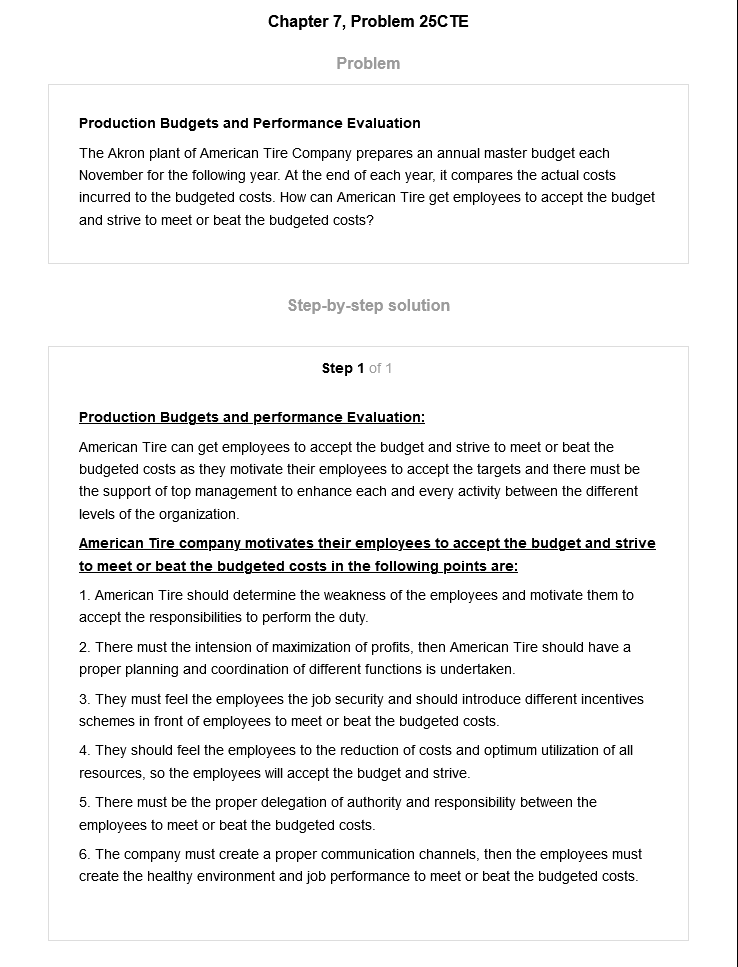 Chapter 7, Problem 25CTE
Problem
Production Budgets and Performance Evaluation
The Akron plant of American Tire Company prepares an annual master budget each
November for the following year. At the end of each year, it compares the actual costs
incurred to the budgeted costs. How can American Tire get employees to accept the budget
and strive to meet or beat the budgeted costs?
Step-by-step solution
Step 1 of 1
Production Budgets and performance Evaluation:
American Tire can get employees to accept the budget and strive to meet or beat the
budgeted costs as they motivate their employees to accept the targets and there must be
the support of top management to enhance each and every activity between the different
levels of the organization.
American Tire company motivates their employees to accept the budget and strive
to meet or beat the budgeted costs in the following points are:
1. American Tire should determine the weakness of the employees and motivate them to
accept the responsibilities to perform the duty.
2. There must the intension of maximization of profits, then American Tire should have a
proper planning and coordination of different functions is undertaken.
3. They must feel the employees the job security and should introduce different incentives
schemes in front of employees to meet or beat the budgeted costs.
4. They should feel the employees to the reduction of costs and optimum utilization of all
resources, so the employees will accept the budget and strive.
5. There must be the proper delegation of authority and responsibility between the
employees to meet or beat the budgeted costs.
6. The company must create a proper communication channels, then the employees must
create the healthy environment and job performance to meet or beat the budgeted costs.